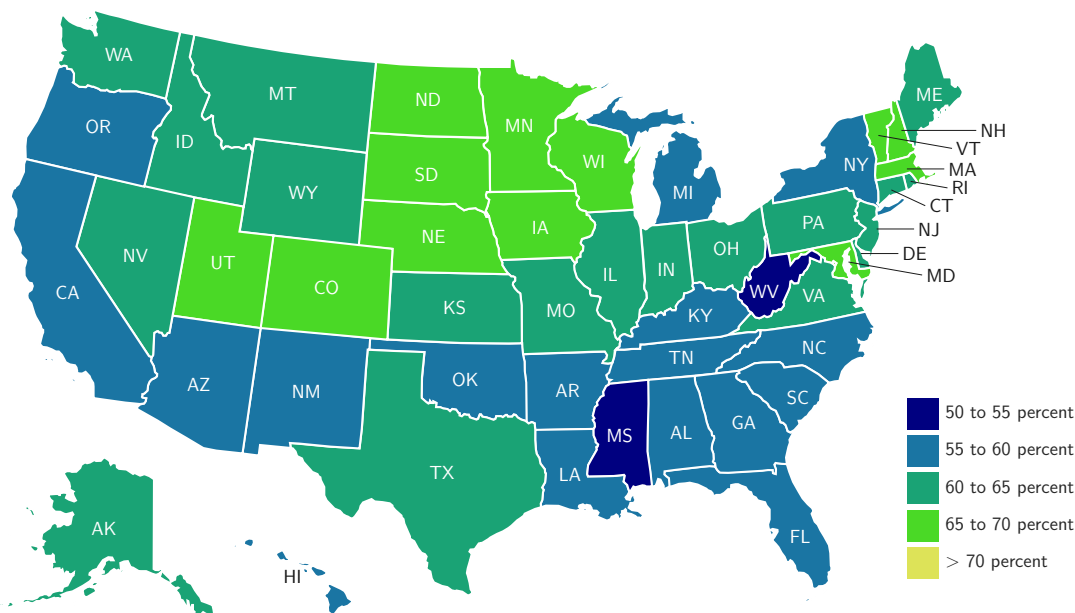 WA
MT
ND
MN
ME
OR
ID
NH
VT
WI
NY
MA
SD
RI
WY
MI
CT
PA
NJ
NE
IA
OH
NV
DE
UT
IL
IN
MD
CO
CA
WV
VA
KS
MO
KY
NC
TN
AZ
NM
OK
AR
SC
MS
AL
GA
TX
LA
AK
FL
HI
50 to 55 percent
55 to 60 percent
60 to 65 percent
65 to 70 percent
> 70 percent